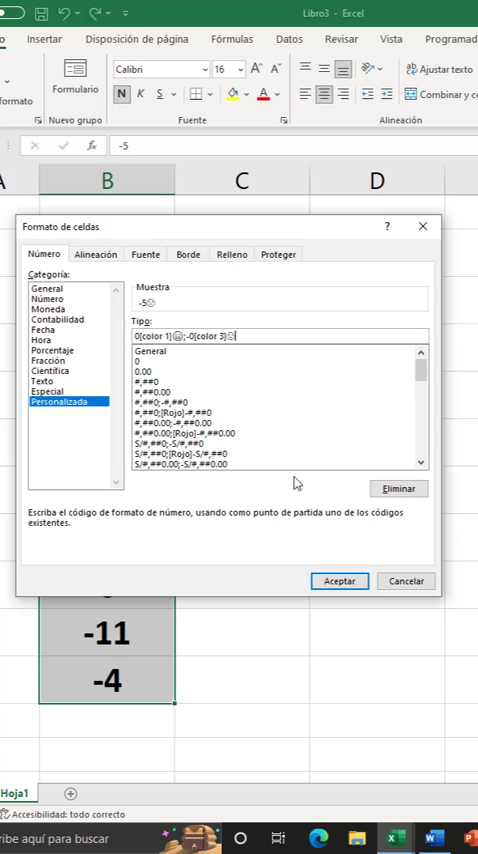 Libro3 - Excel
o
Insertar
Disposición de página
Fórmulas
Datos
Revisar
Vista
Programad
formato
Formulario
Nuevo grupo
Calibri
16
A A
N K S
A
Fuente
ab Ajustar texto
Combinar y ce
Alineación
fx
-5
A B C D
Formato de celdas
? ×
Número
Alineación
Fuente
Borde
Relleno
Proteger
Categoría:
General
Número
Moneda
Contabilidad
Fecha
Hora
Porcentaje
Fracción
Científica
Texto
Especial
Personalizada
Muestra
-5☹
Tipo:
0[color 1]😀;-0[color 3]☹
General
0
0.00
#,##0
#,##0.00
#,##0;-#,##0
#,##0;[Rojo]-#,##0
#,##0.00;-#,##0.00
#,##0.00;[Rojo]-#,##0.00
S/#,##0;-S/#,##0
S/#,##0;[Rojo]-S/#,##0
S/#,##0.00;-S/#,##0.00
Eliminar
Escriba el código de formato de número, usando como punto de partida uno de los códigos
existentes.
Aceptar
Cancelar
-11
-4
Hoja1
Accesibilidad: todo correcto
ribe aquí para buscar